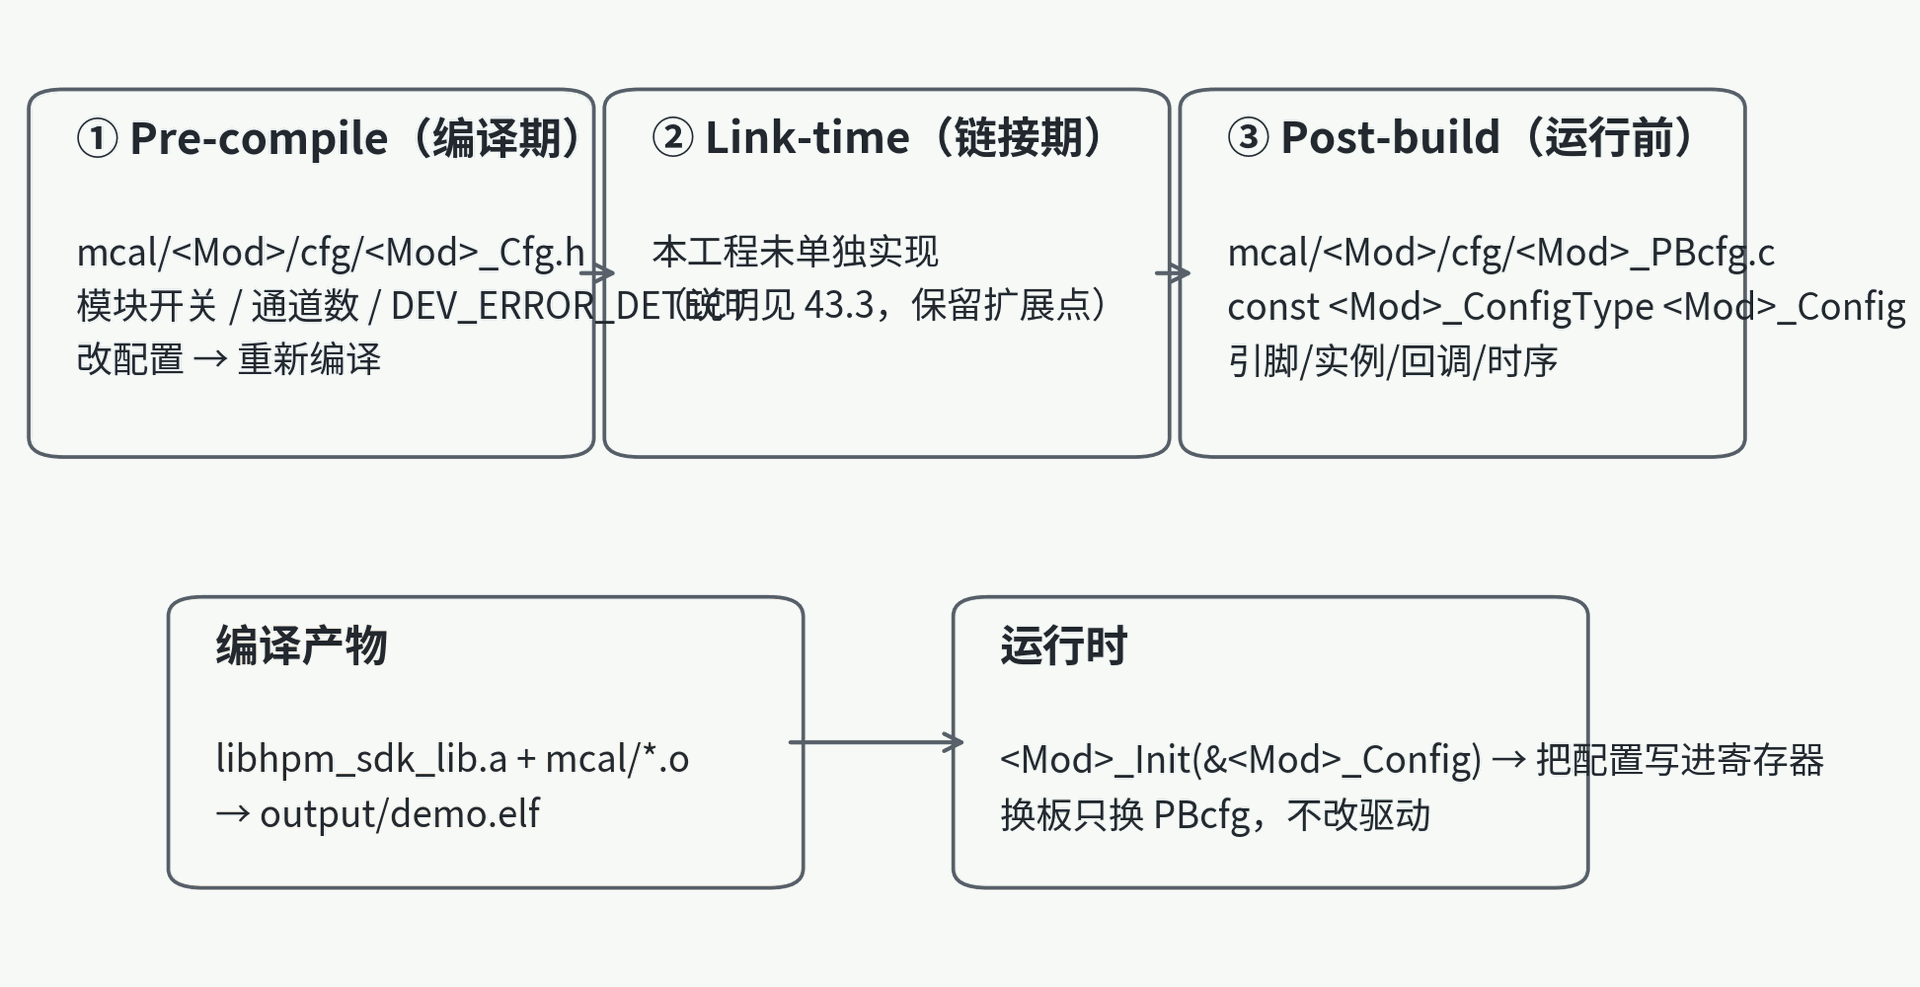 ① Pre-compile（编译期）
mcal/<Mod>/cfg/<Mod>_Cfg.h
模块开关 / 通道数 / DEV_ERROR_DETECT
改配置 → 重新编译
② Link-time（链接期）
本工程未单独实现
（说明见 43.3，保留扩展点）
③ Post-build（运行前）
mcal/<Mod>/cfg/<Mod>_PBcfg.c
const <Mod>_ConfigType <Mod>_Config
引脚/实例/回调/时序
编译产物
libhpm_sdk_lib.a + mcal/*.o
→ output/demo.elf
运行时
<Mod>_Init(&<Mod>_Config) → 把配置写进寄存器
换板只换 PBcfg，不改驱动